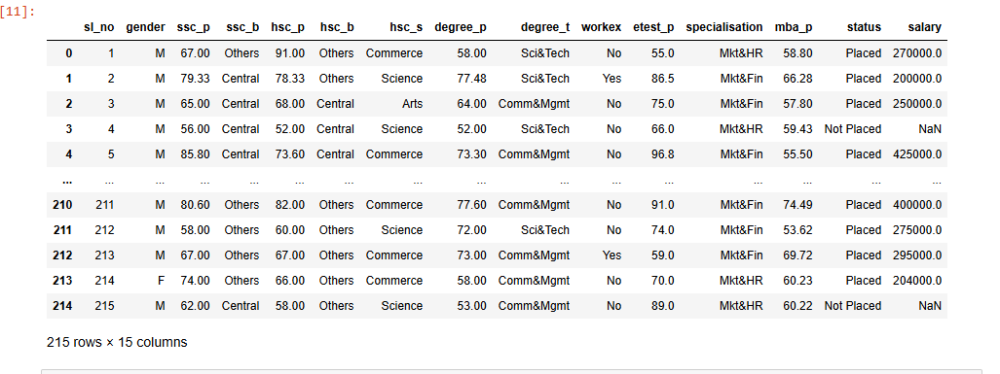 [11]:
sl_no gender ssc_p ssc_b hsc_p hsc_b hsc_s degree_p degree_t workex etest_p specialisation mba_p status salary
0 1 M 67.00 Others 91.00 Others Commerce 58.00 Sci&Tech No 55.0 Mkt&HR 58.80 Placed 270000.0
1 2 M 79.33 Central 78.33 Others Science 77.48 Sci&Tech Yes 86.5 Mkt&Fin 66.28 Placed 200000.0
2 3 M 65.00 Central 68.00 Central Arts 64.00 Comm&Mgmt No 75.0 Mkt&Fin 57.80 Placed 250000.0
3 4 M 56.00 Central 52.00 Central Science 52.00 Sci&Tech No 66.0 Mkt&HR 59.43 Not Placed NaN
4 5 M 85.80 Central 73.60 Central Commerce 73.30 Comm&Mgmt No 96.8 Mkt&Fin 55.50 Placed 425000.0
... ... ... ... ... ... ... ... ... ... ... ... ... ... ... ...
210 211 M 80.60 Others 82.00 Others Commerce 77.60 Comm&Mgmt No 91.0 Mkt&Fin 74.49 Placed 400000.0
211 212 M 58.00 Others 60.00 Others Science 72.00 Sci&Tech No 74.0 Mkt&Fin 53.62 Placed 275000.0
212 213 M 67.00 Others 67.00 Others Commerce 73.00 Comm&Mgmt Yes 59.0 Mkt&Fin 69.72 Placed 295000.0
213 214 F 74.00 Others 66.00 Others Commerce 58.00 Comm&Mgmt No 70.0 Mkt&HR 60.23 Placed 204000.0
214 215 M 62.00 Central 58.00 Others Science 53.00 Comm&Mgmt No 89.0 Mkt&HR 60.22 Not Placed NaN
215 rows × 15 columns